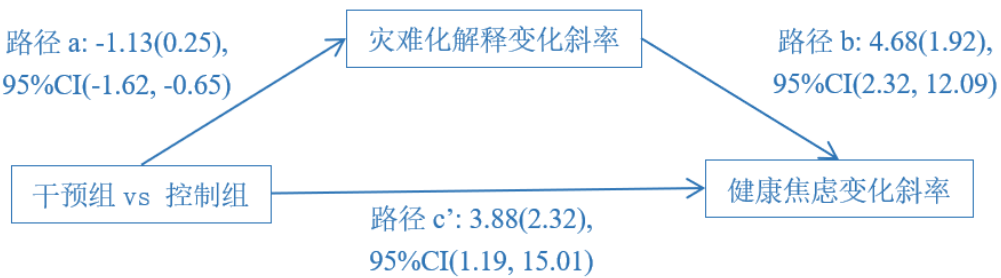 路径 a: -1.13(0.25),
95%CI(-1.62, -0.65)
灾难化解释变化斜率
路径 b: 4.68(1.92),
95%CI(2.32, 12.09)
干预组 vs 控制组
健康焦虑变化斜率
路径 c’: 3.88(2.32),
95%CI(1.19, 15.01)